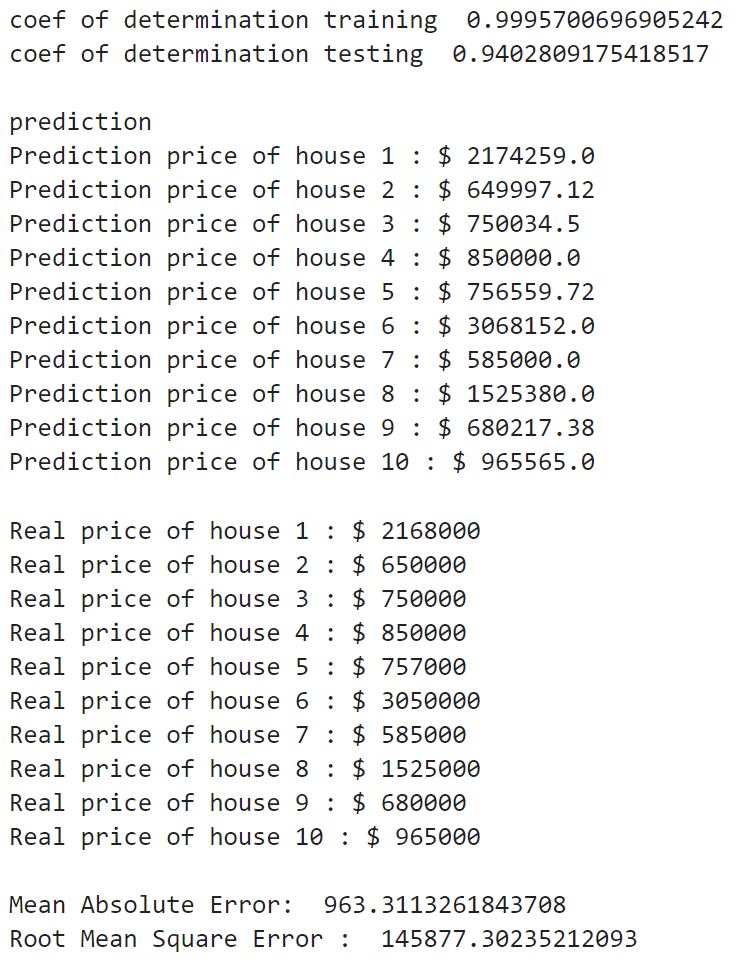 coef of determination training 0.9995700696905242
coef of determination testing 0.9402809175418517
prediction
Prediction price of house 1 : $ 2174259.0
Prediction price of house 2 : $ 649997.12
Prediction price of house 3 : $ 750034.5
Prediction price of house 4 : $ 850000.0
Prediction price of house 5 : $ 756559.72
Prediction price of house 6 : $ 3068152.0
Prediction price of house 7 : $ 585000.0
Prediction price of house 8 : $ 1525380.0
Prediction price of house 9 : $ 680217.38
Prediction price of house 10 : $ 965565.0
Real price of house 1 : $ 2168000
Real price of house 2 : $ 650000
Real price of house 3 : $ 750000
Real price of house 4 : $ 850000
Real price of house 5 : $ 757000
Real price of house 6 : $ 3050000
Real price of house 7 : $ 585000
Real price of house 8 : $ 1525000
Real price of house 9 : $ 680000
Real price of house 10 : $ 965000
Mean Absolute Error: 963.3113261843708
Root Mean Square Error : 145877.30235212093